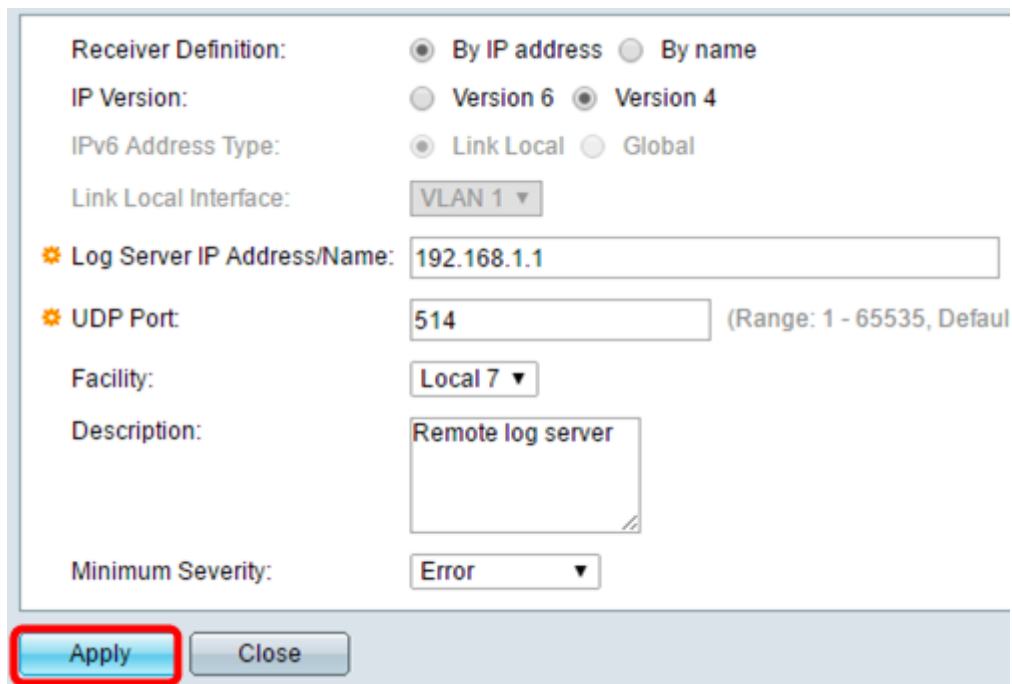 Receiver Definition: By IP address By name
IP Version: Version 6 Version 4
IPv6 Address Type: Link Local Global
Link Local Interface: VLAN 1
Log Server IP Address/Name: 192.168.1.1
UDP Port: 514 (Range: 1 - 65535, Defaul
Facility: Local 7
Description: Remote log server
Minimum Severity: Error
Apply Close